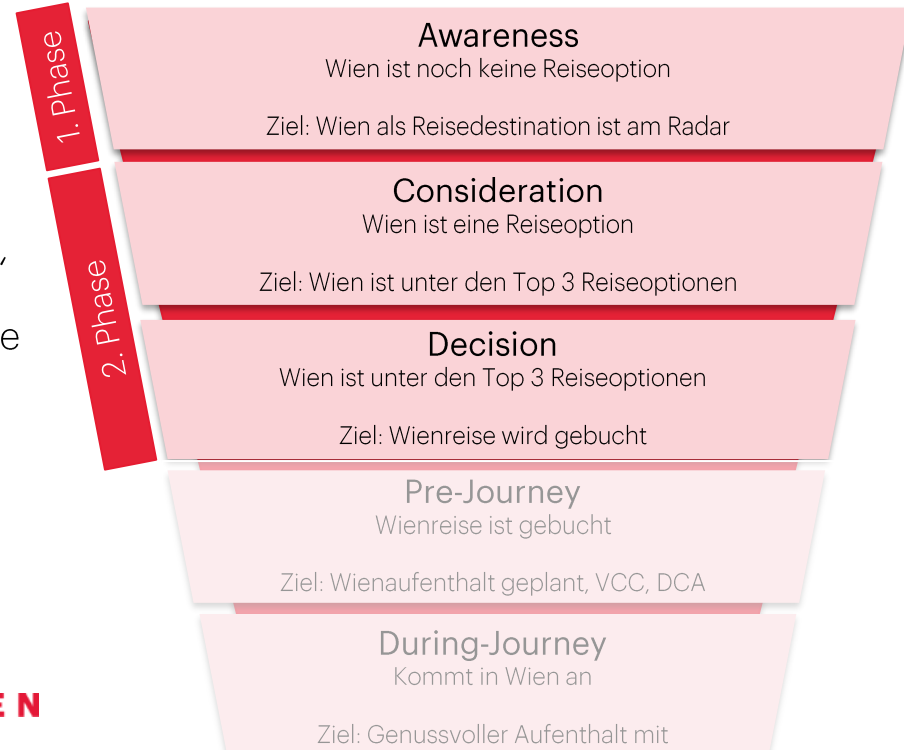 1. Phase
Awareness
Wien ist noch keine Reiseoption
Ziel: Wien als Reisedestination ist am Radar
2. Phase
Consideration
Wien ist eine Reiseoption
Ziel: Wien ist unter den Top 3 Reiseoptionen
Decision
Wien ist unter den Top 3 Reiseoptionen
Ziel: Wienreise wird gebucht
Pre-Journey
Wienreise ist gebucht
Ziel: Wienaufenthalt geplant, VCC, DCA
During-Journey
Kommt in Wien an
Ziel: Genussvoller Aufenthalt mit